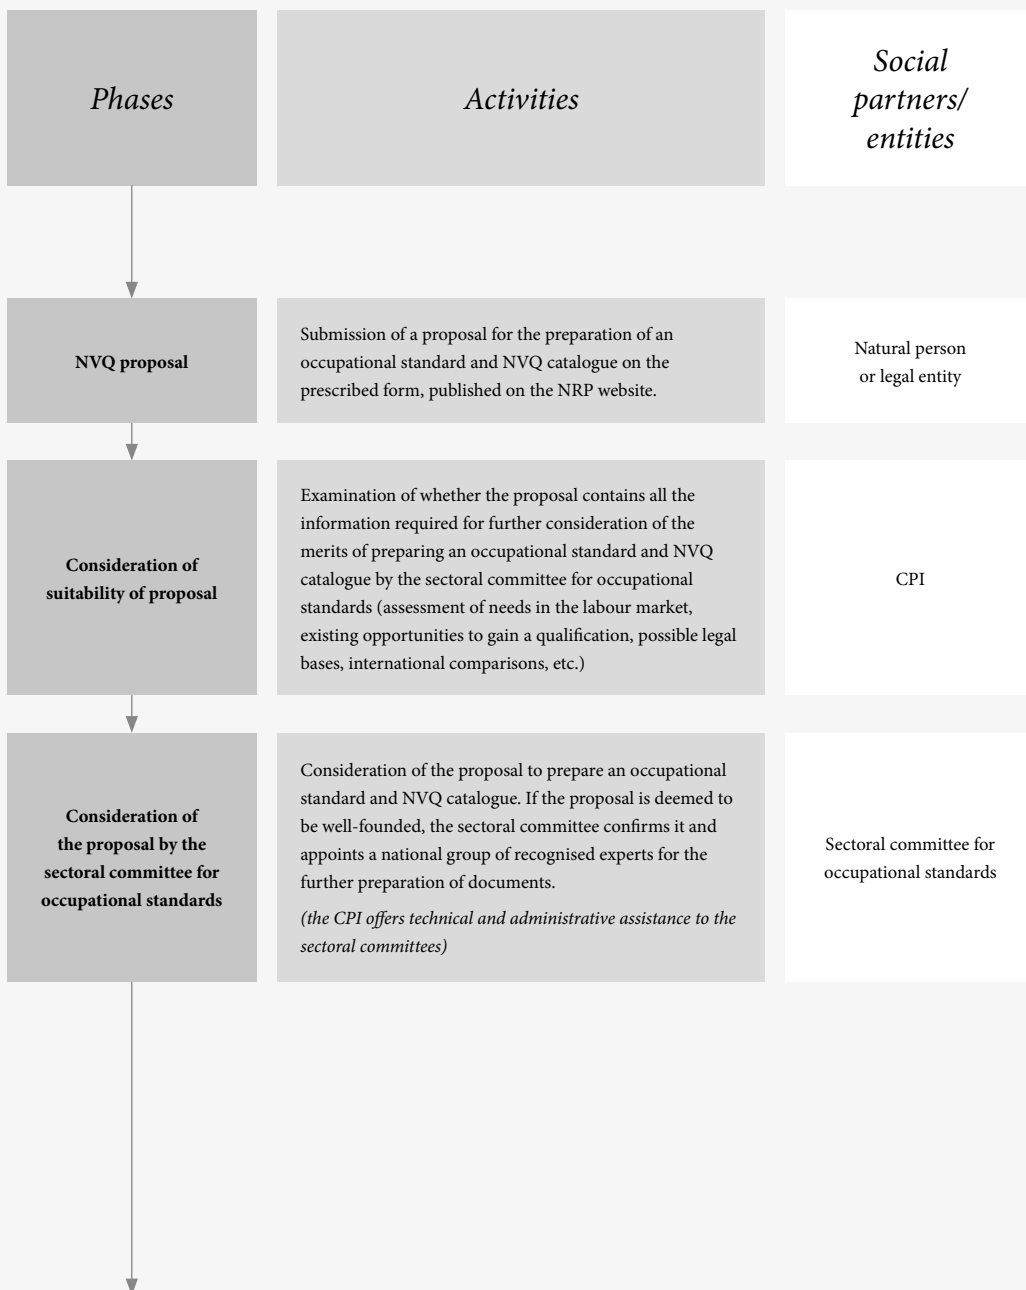 Phases
Activities
Social
partners/
entities
NVQ proposal
Submission of a proposal for the preparation of an
occupational standard and NVQ catalogue on the
prescribed form, published on the NRP website.
Natural person
or legal entity
Consideration of
suitability of proposal
Examination of whether the proposal contains all the
information required for further consideration of the
merits of preparing an occupational standard and NVQ
catalogue by the sectoral committee for occupational
standards (assessment of needs in the labour market,
existing opportunities to gain a qualification, possible legal
bases, international comparisons, etc.)
CPI
Consideration of
the proposal by the
sectoral committee for
occupational standards
Consideration of the proposal to prepare an occupational
standard and NVQ catalogue. If the proposal is deemed to
be well-founded, the sectoral committee confirms it and
appoints a national group of recognised experts for the
further preparation of documents.
(the CPI offers technical and administrative assistance to the
sectoral committees)
Sectoral committee for
occupational standards